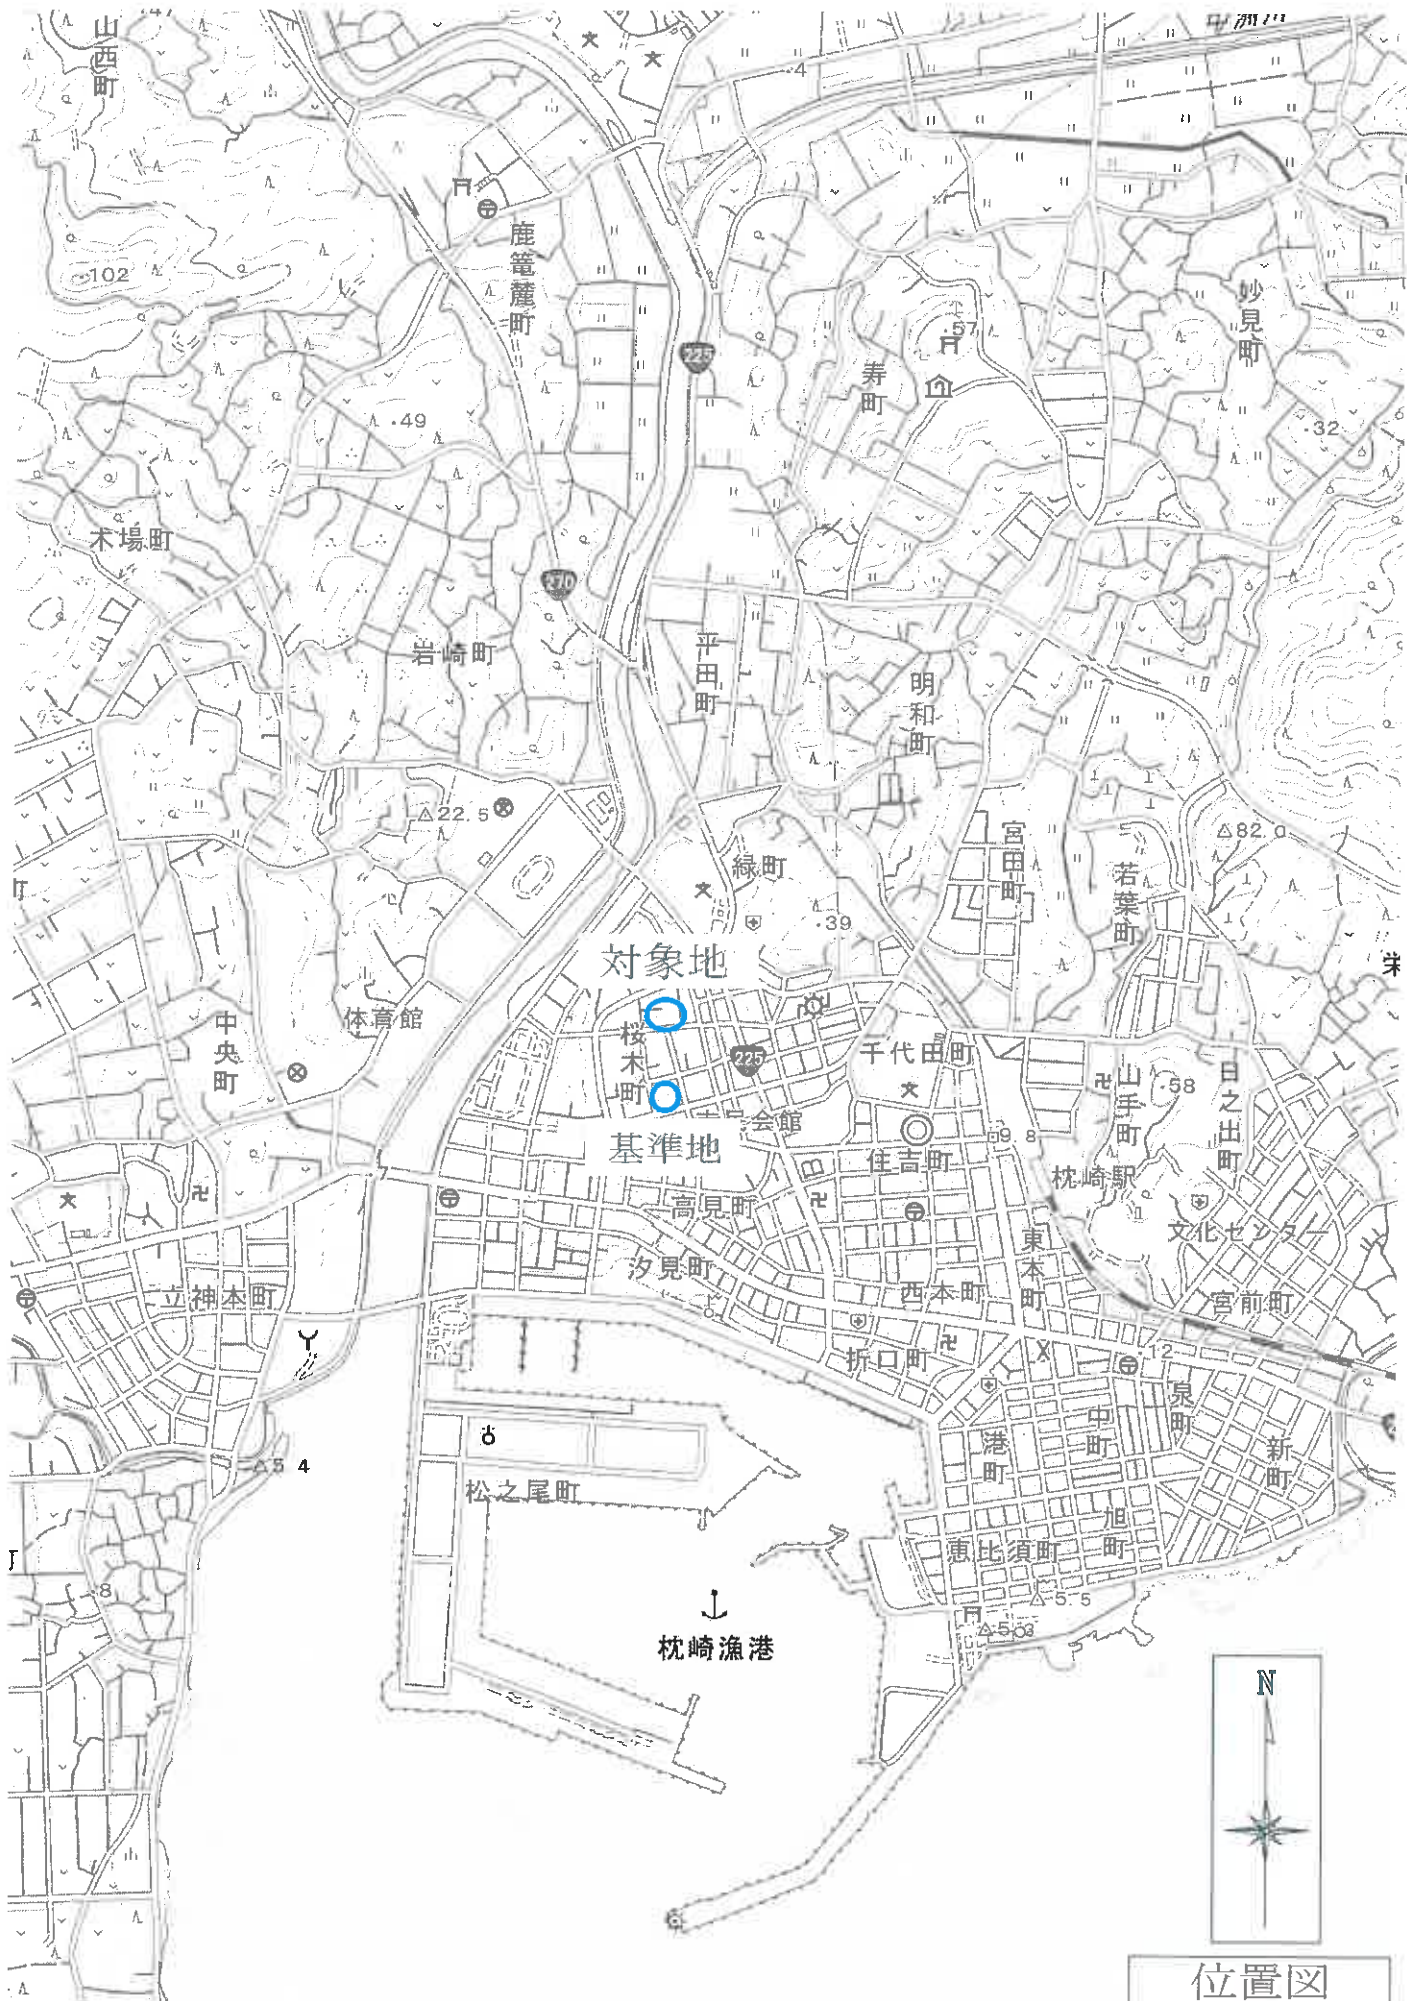 山西町
102
鹿篭麓町
225
57
寿町
妙見町
32
49
木場町
270
岩崎町
平田町
明和町
22.5
宮田町
82.0
緑町
若葉町
39
対象地
栄
中央町
体育館
桜木町
225
千代田町
山手町
58
日之出町
会館
基準地
9.8
住吉町
枕崎駅
7
高見町
文化センター
東本町
汐見町
立神本町
西本町
宮前町
折口町
12
泉町
中町
港町
新町
5.4
松之尾町
旭町
恵比須町
8
5.5
枕崎漁港
N
位置図